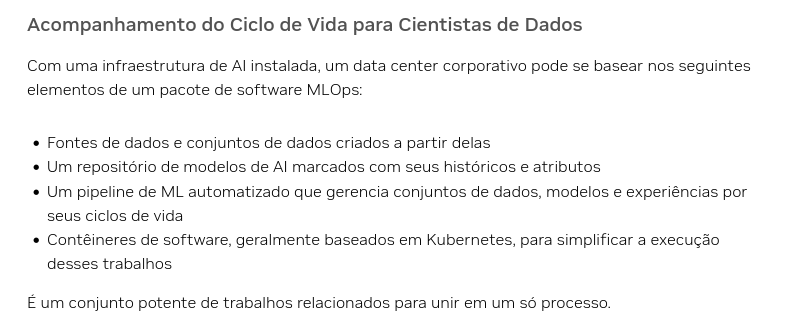 Acompanhamento do Ciclo de Vida para Cientistas de Dados
Com uma infraestrutura de AI instalada, um data center corporativo pode se basear nos seguintes
elementos de um pacote de software MLOps:
• Fontes de dados e conjuntos de dados criados a partir delas
• Um repositório de modelos de AI marcados com seus históricos e atributos
• Um pipeline de ML automatizado que gerencia conjuntos de dados, modelos e experiências por
seus ciclos de vida
• Contêineres de software, geralmente baseados em Kubernetes, para simplificar a execução
desses trabalhos
É um conjunto potente de trabalhos relacionados para unir em um só processo.